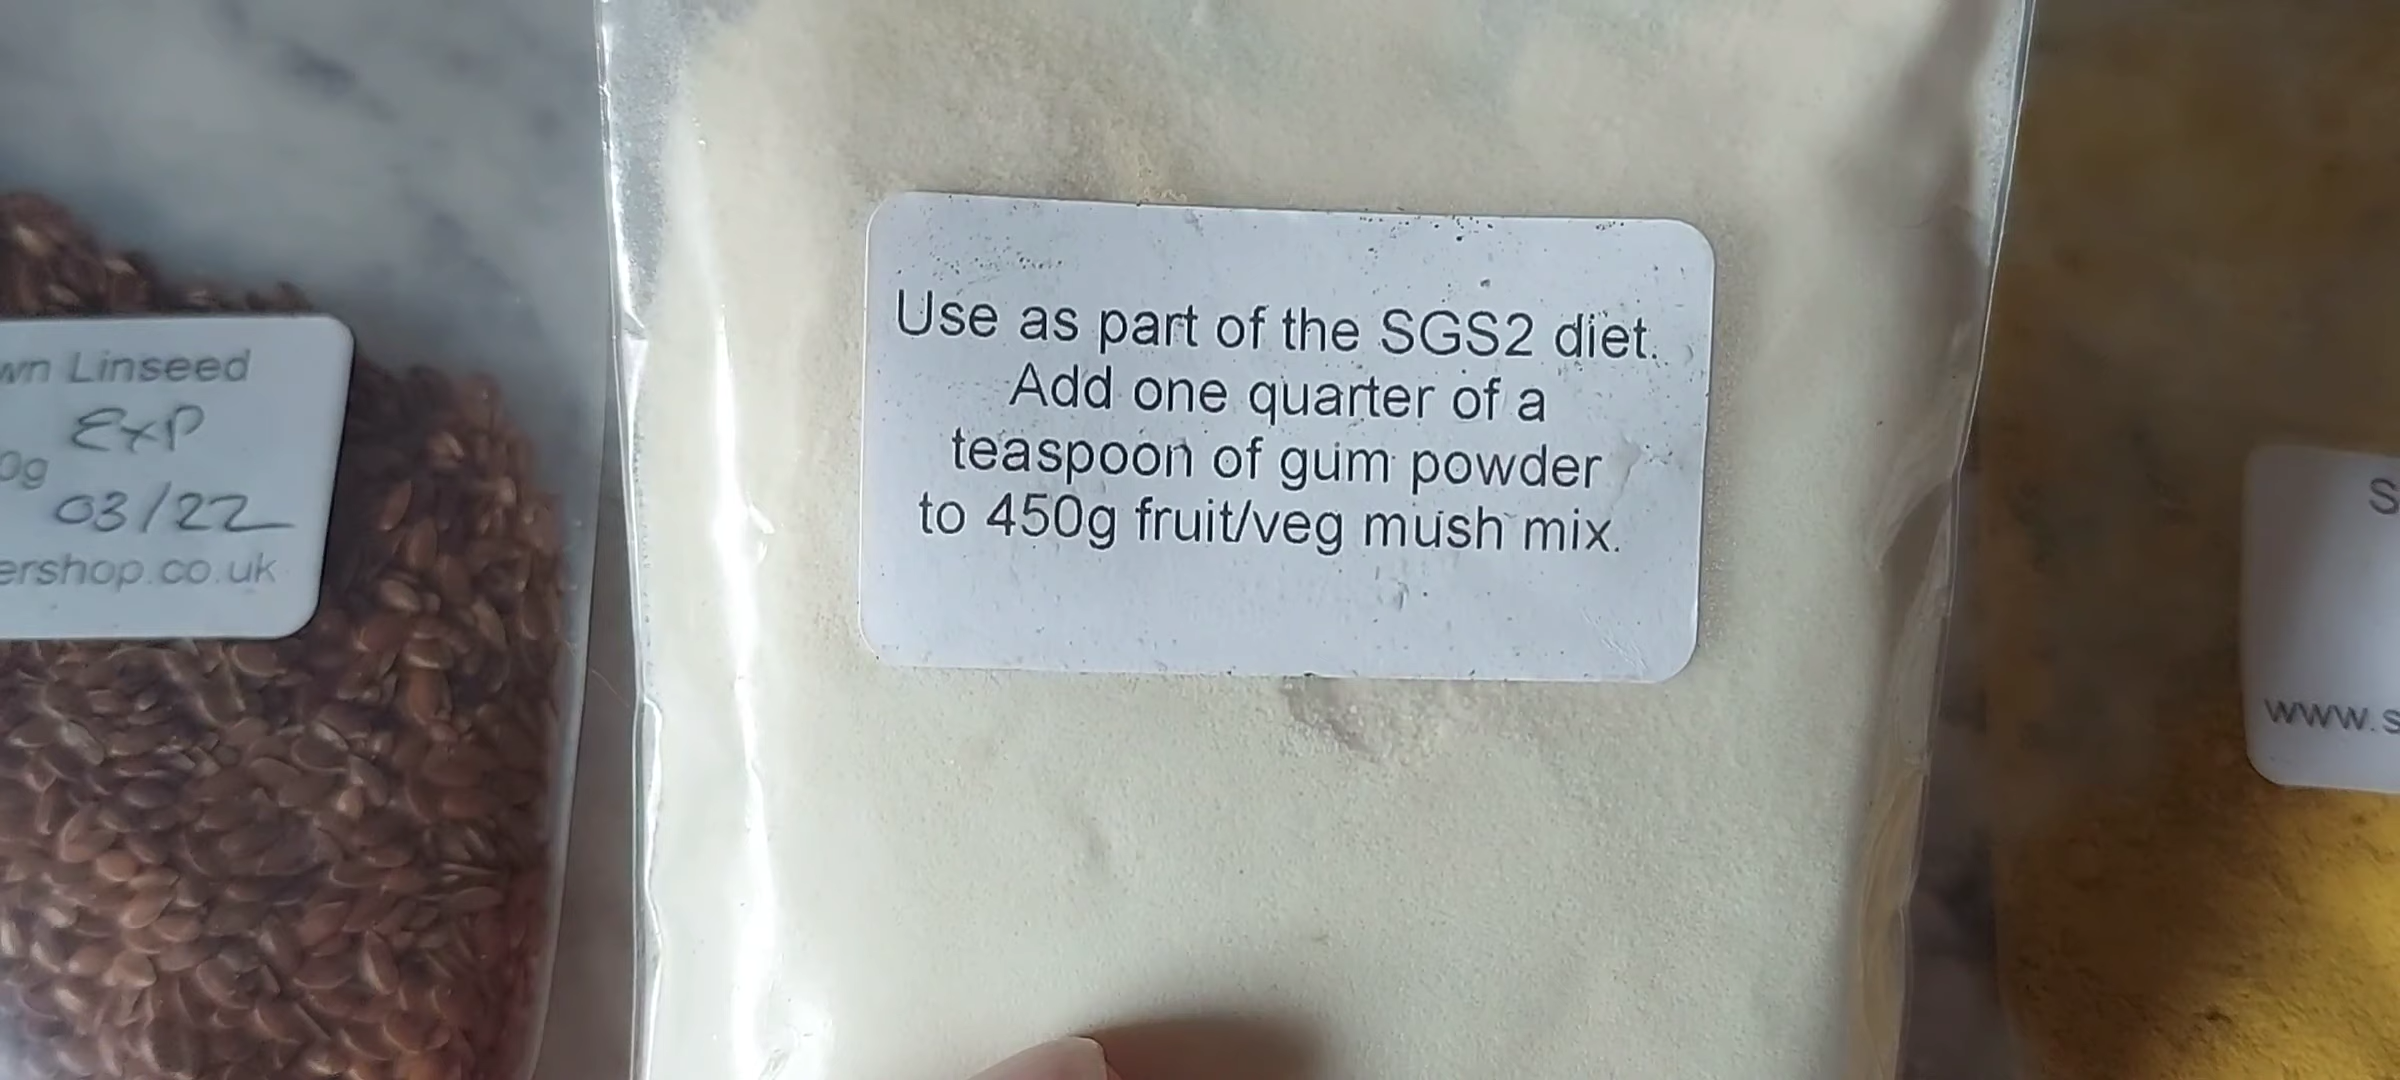 wn Linseed
Exp
0g
03/22
ershop.co.uk
Use as part of the SGS2 diet.
Add one quarter of a
teaspoon of gum powder
to 450g fruit/veg mush mix.
S
www.s